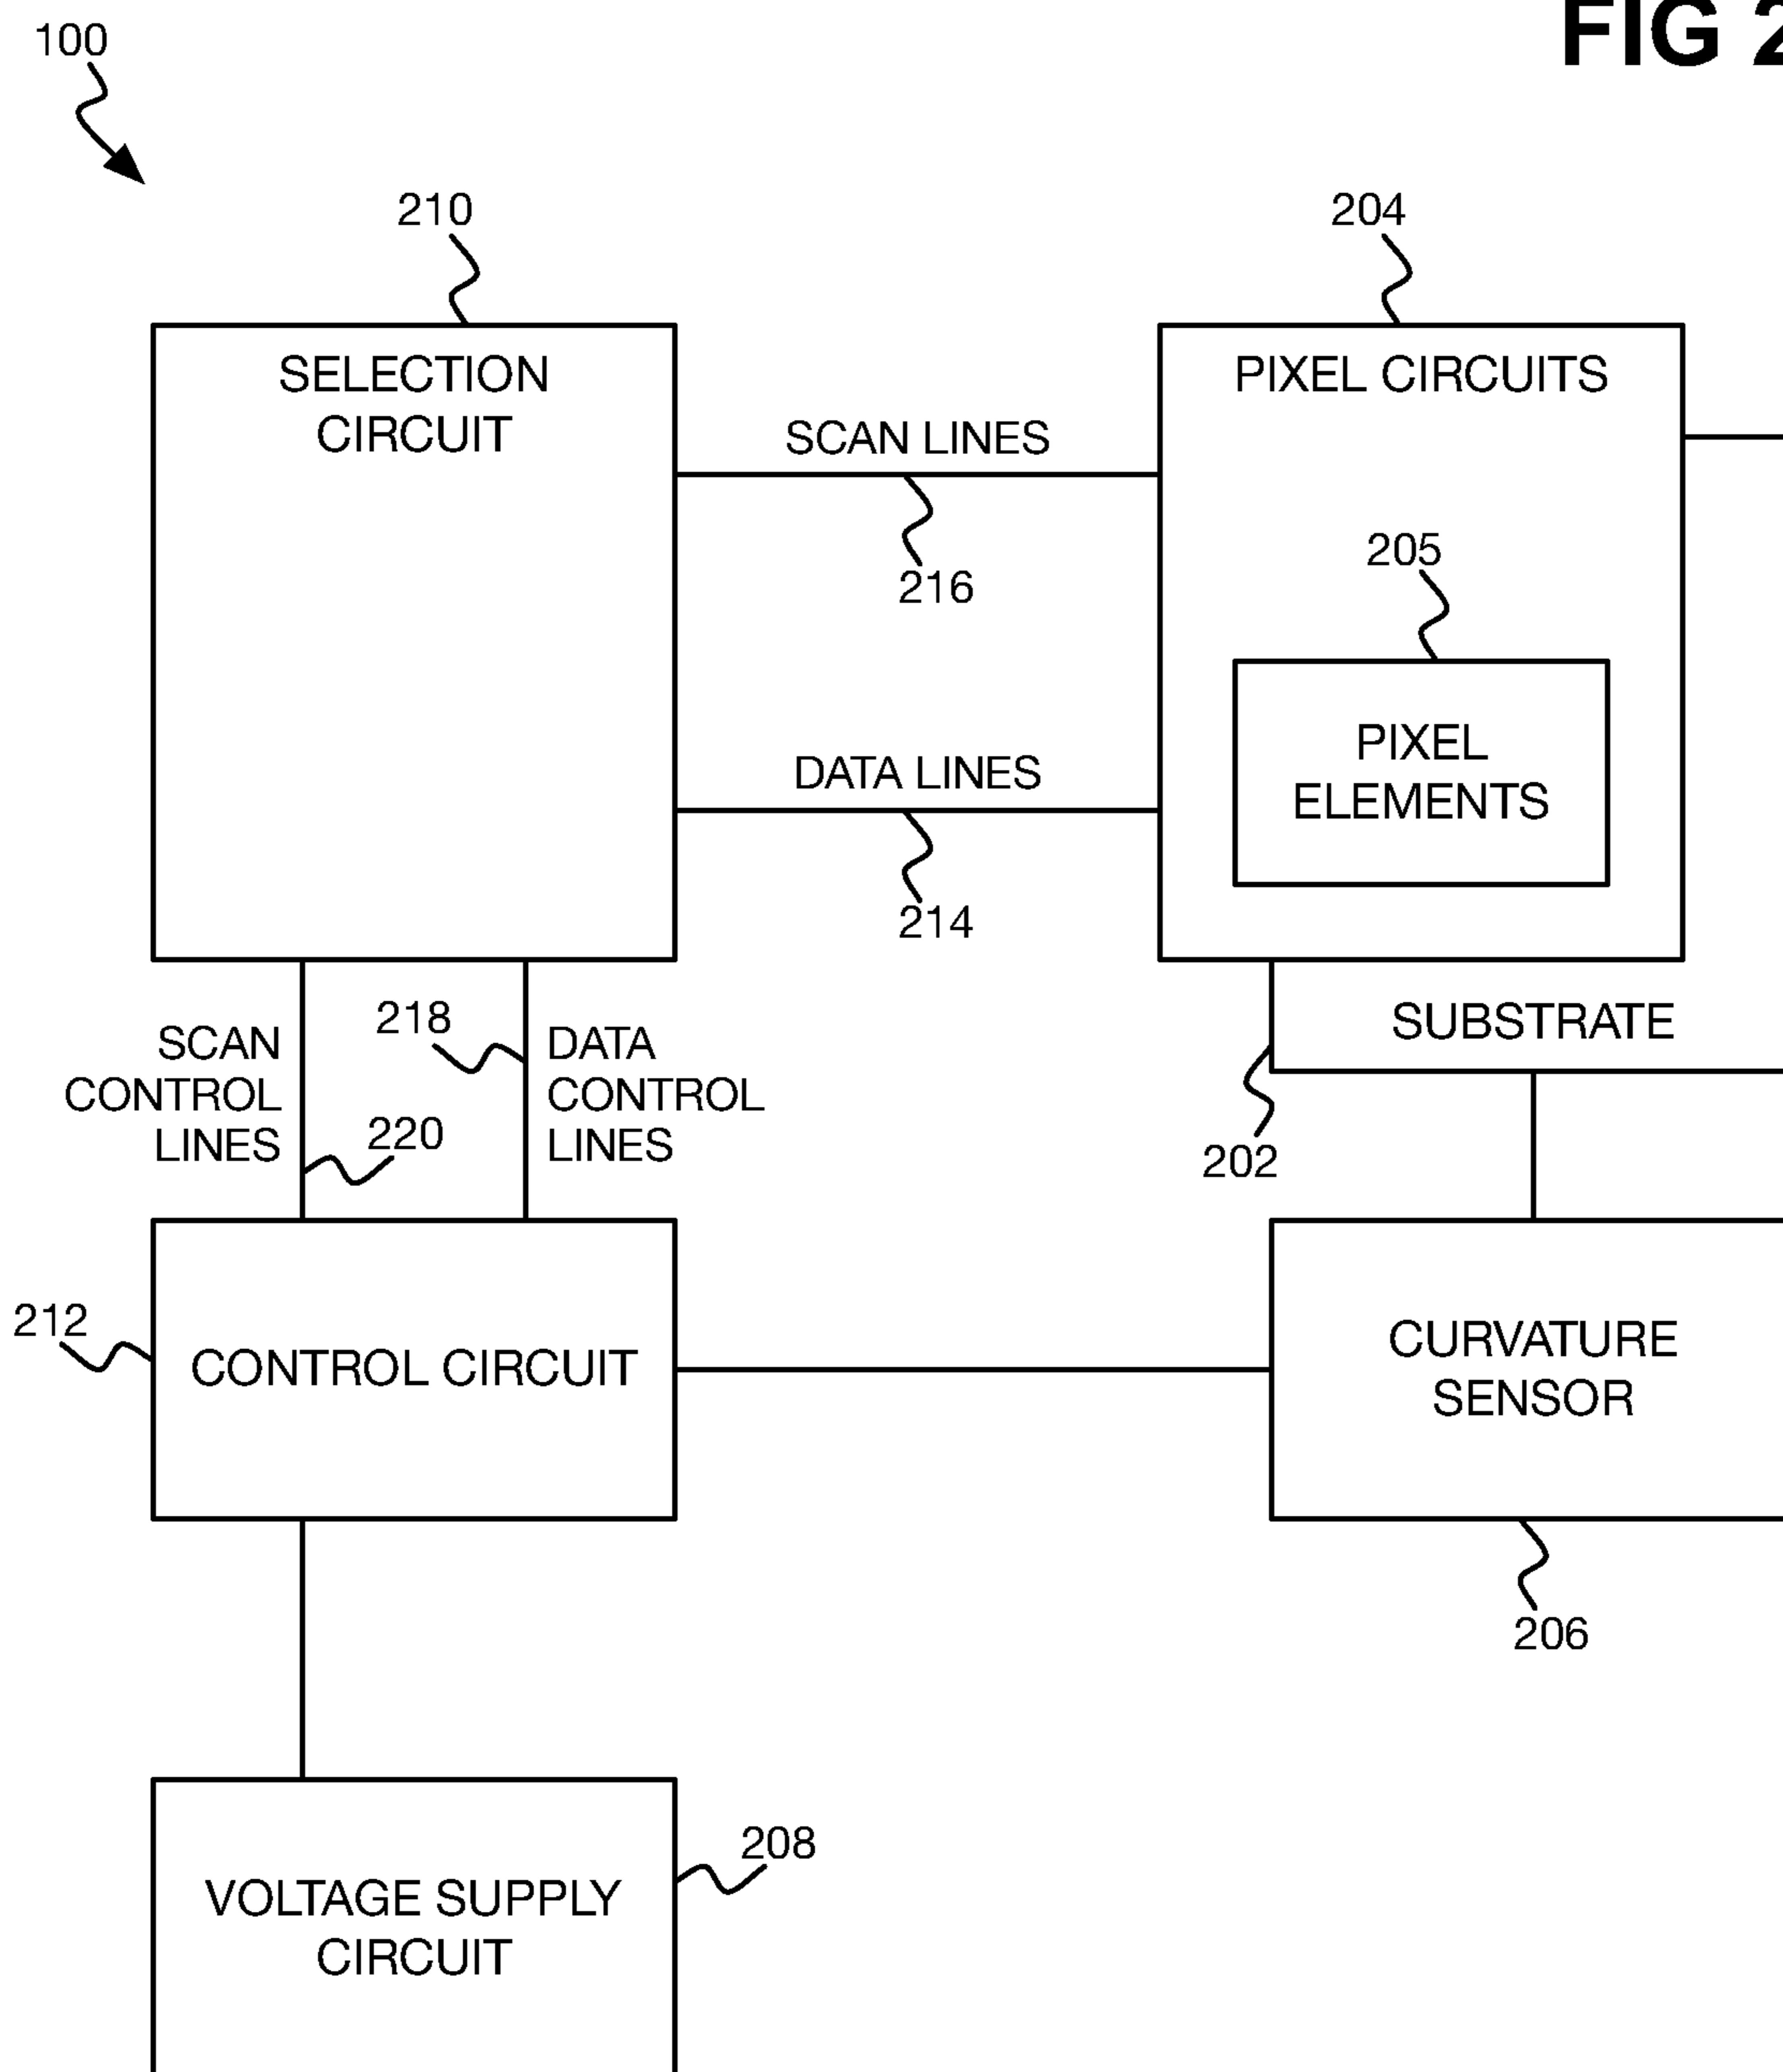 FIG 2
100
210
204
SELECTION
CIRCUIT
PIXEL CIRCUITS
SCAN LINES
216
205
PIXEL
ELEMENTS
DATA LINES
214
SCAN
CONTROL
LINES
218
220
DATA
CONTROL
LINES
SUBSTRATE
202
212
CONTROL CIRCUIT
CURVATURE
SENSOR
206
208
VOLTAGE SUPPLY
CIRCUIT